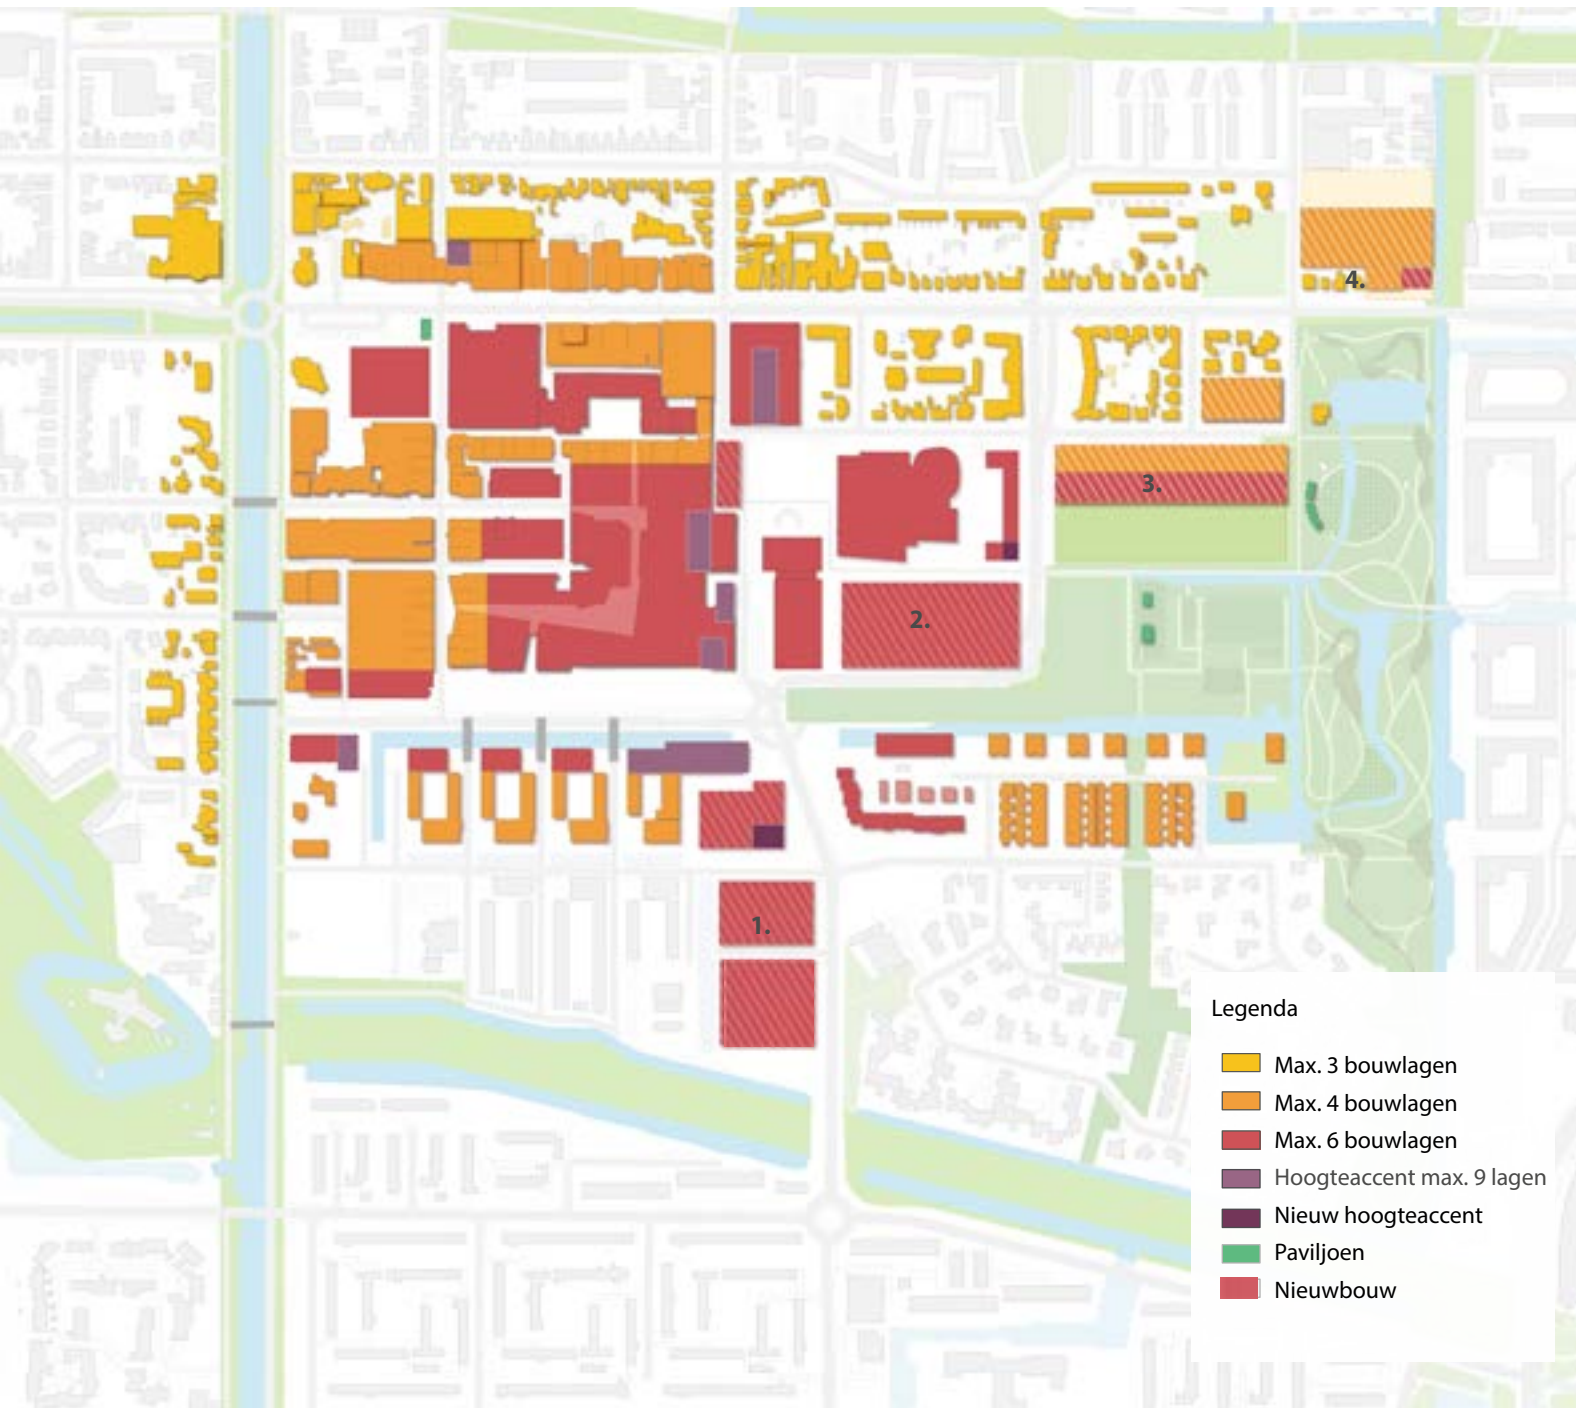 4.
3.
2.
1.
Legenda
Max. 3 bouwlagen
Max. 4 bouwlagen
Max. 6 bouwlagen
Hoogteaccent max. 9 lagen
Nieuw hoogteaccent
Paviljoen
Nieuwbouw